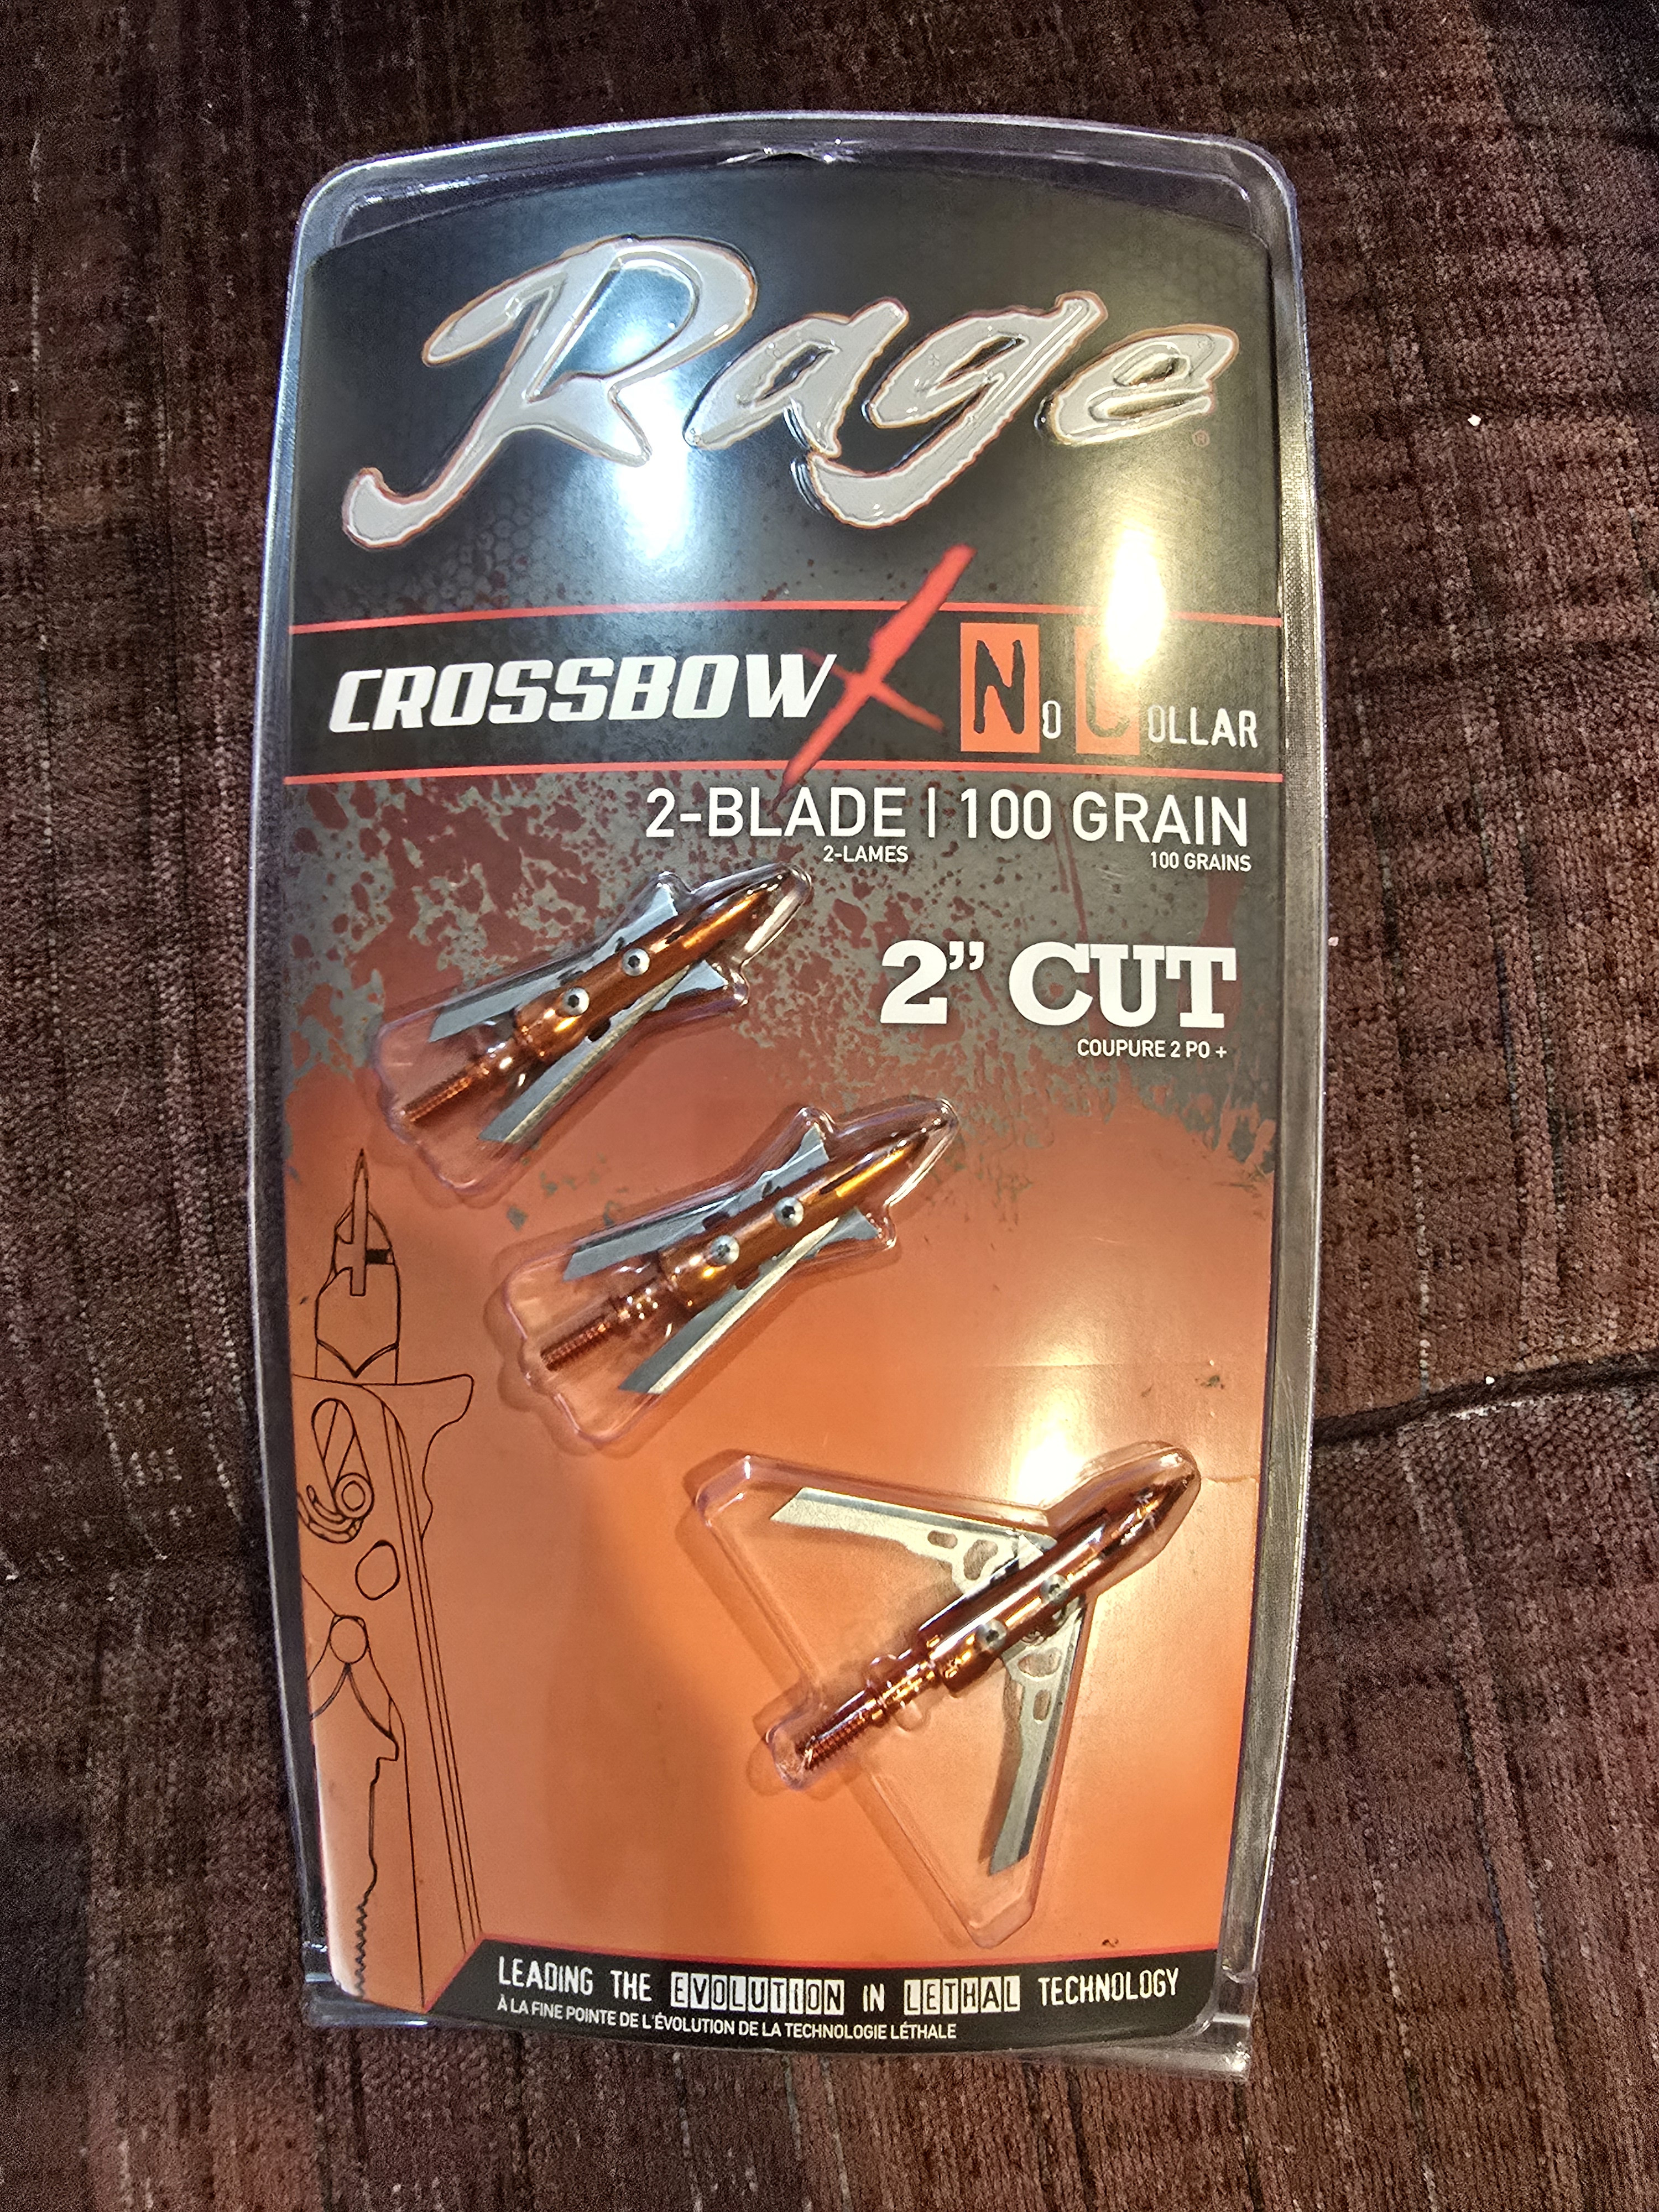 Rage®
CROSSBOW X No COLLAR
2-BLADE | 100 GRAIN
2-LAMES 100 GRAINS
2” CUT
COUPURE 2 PO +
LEADING THE EVOLUTION IN LETHAL TECHNOLOGY
À LA FINE POINTE DE L'ÉVOLUTION DE LA TECHNOLOGIE LÉTHALE